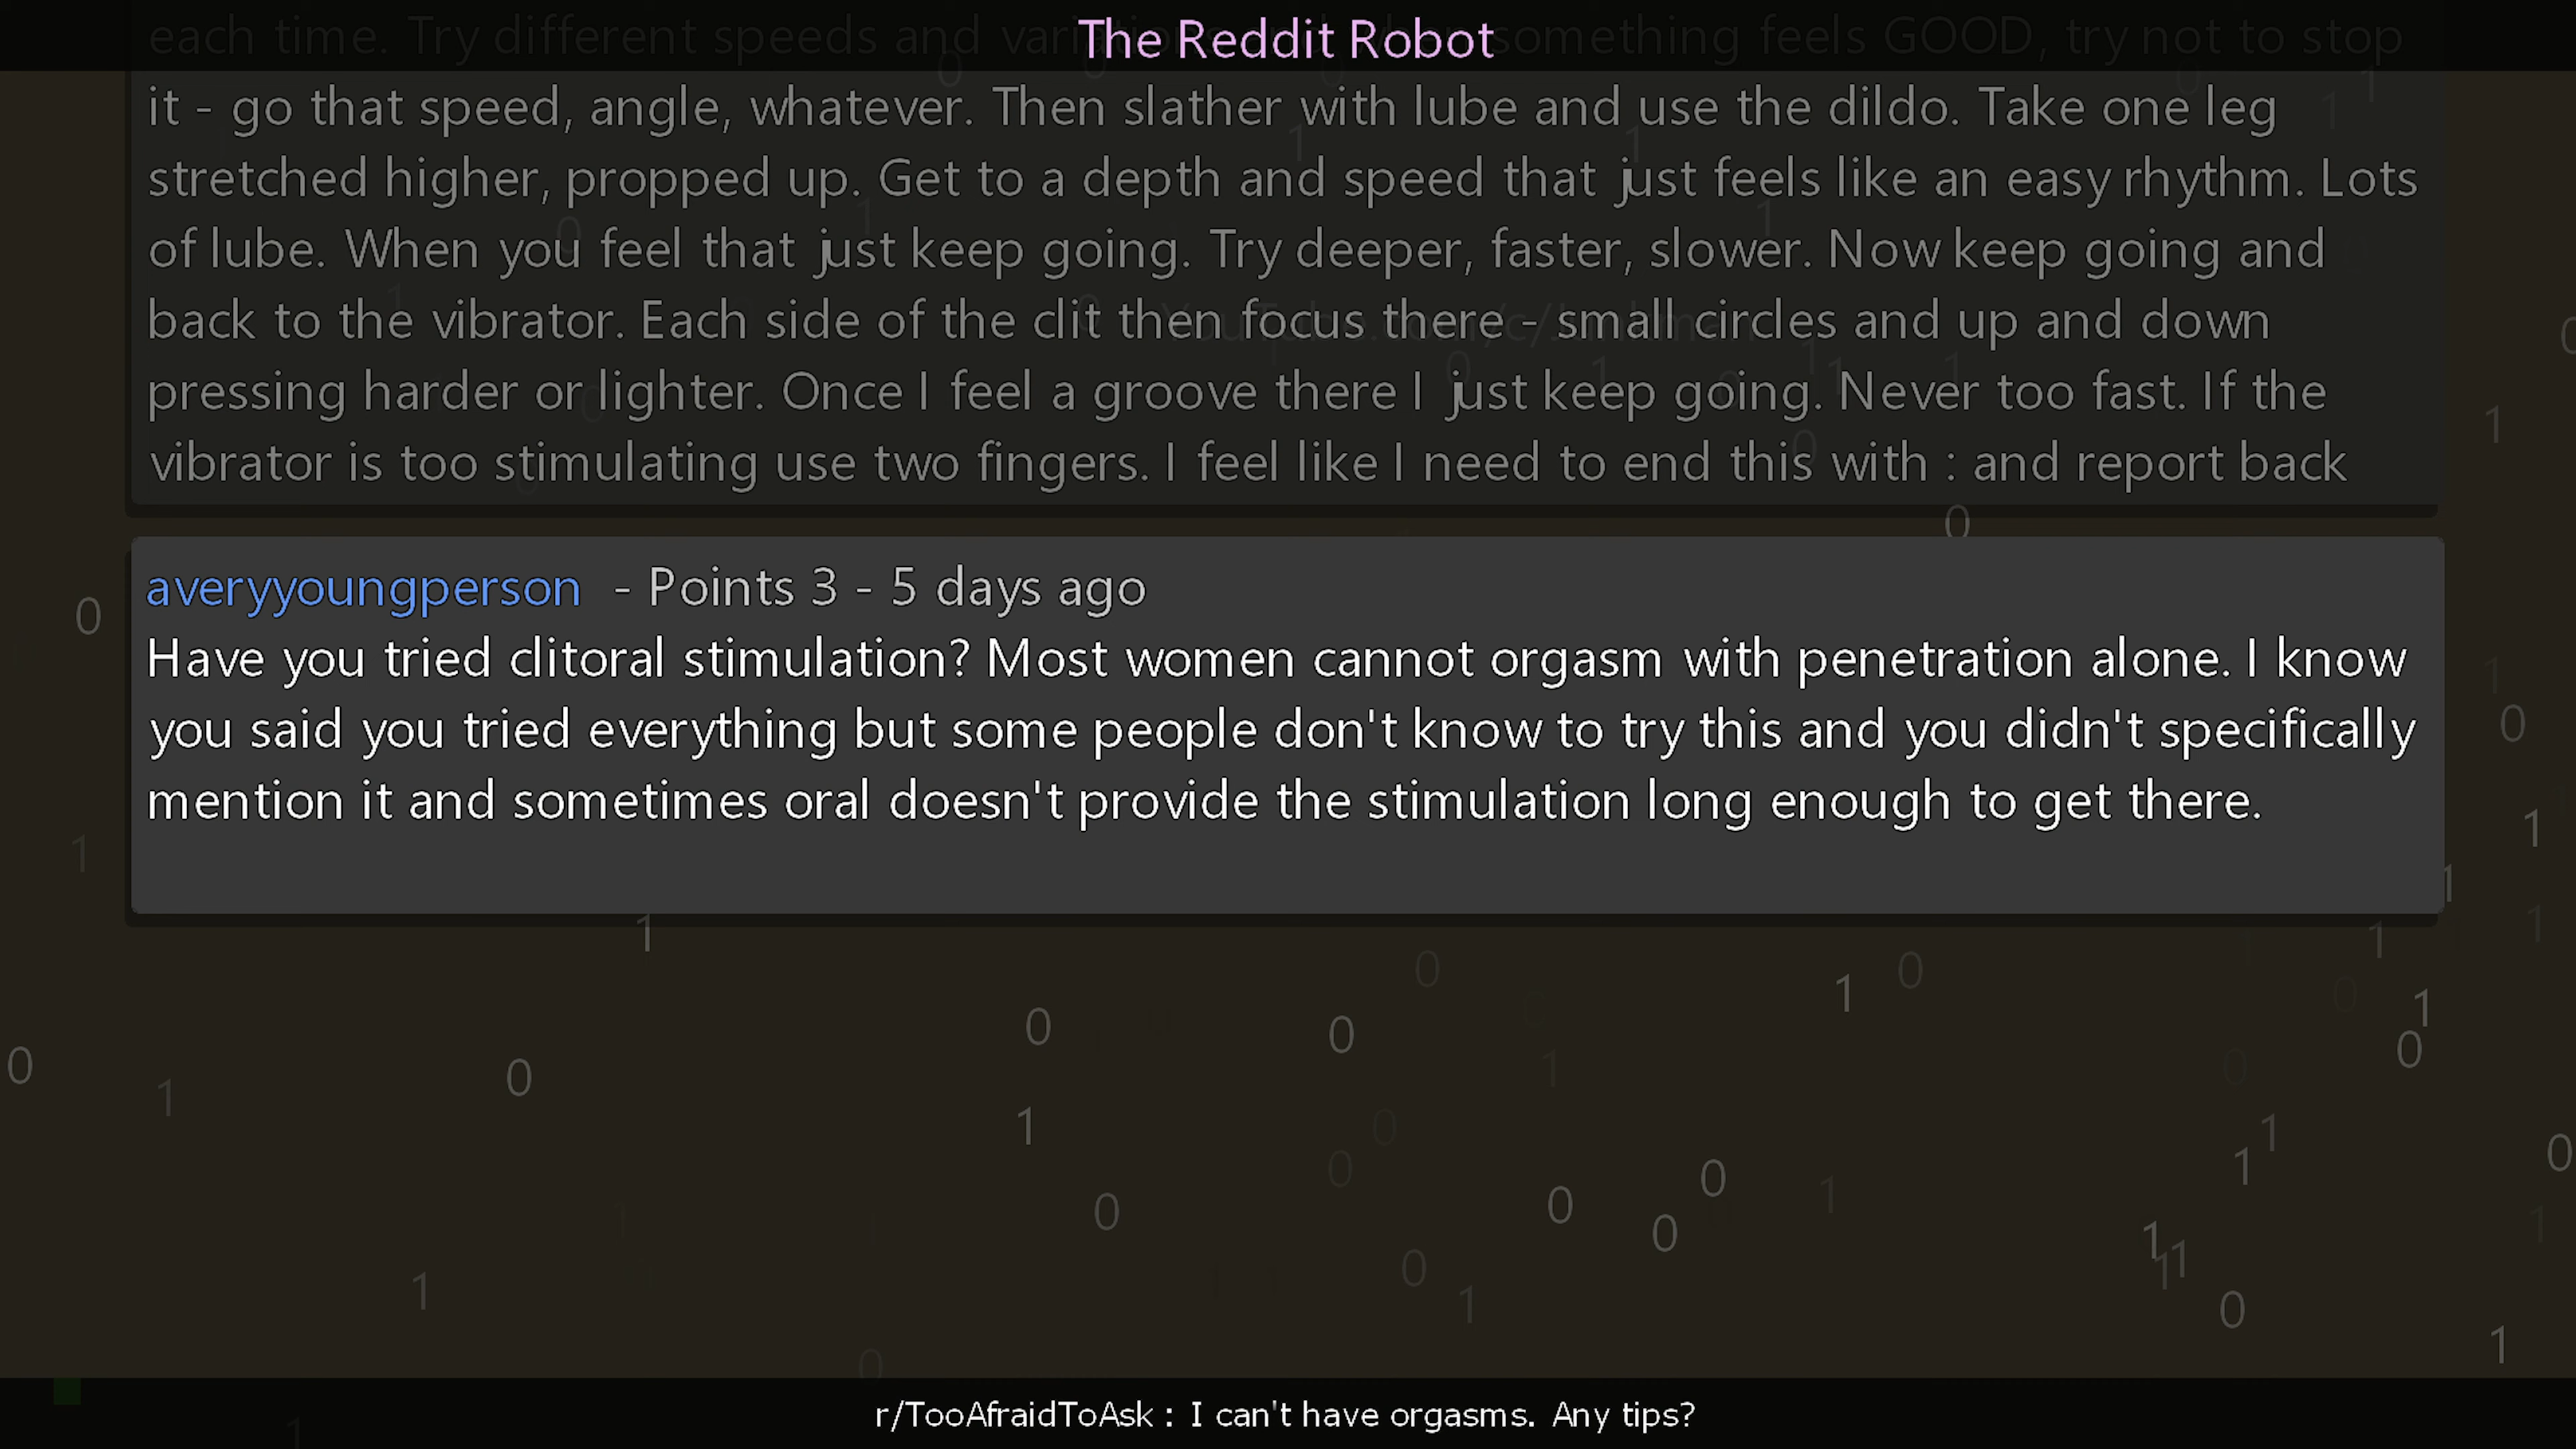 The Reddit Robot
each time. Try different speeds and something feels GOOD, try not to stop
it - go that speed, angle, whatever. Then slather with lube and use the dildo. Take one leg
stretched higher, propped up. Get to a depth and speed that just feels like an easy rhythm. Lots
of lube. When you feel that just keep going. Try deeper, faster, slower. Now keep going and
back to the vibrator. Each side of the clit then focus there - small circles and up and down
pressing harder or lighter. Once I feel a groove there I just keep going. Never too fast. If the
vibrator is too stimulating use two fingers. I feel like I need to end this with : and report back
averyyoungperson - Points 3 - 5 days ago
Have you tried clitoral stimulation? Most women cannot orgasm with penetration alone. I know
you said you tried everything but some people don't know to try this and you didn't specifically
mention it and sometimes oral doesn't provide the stimulation long enough to get there.
r/TooAfraidToAsk : I can't have orgasms. Any tips?